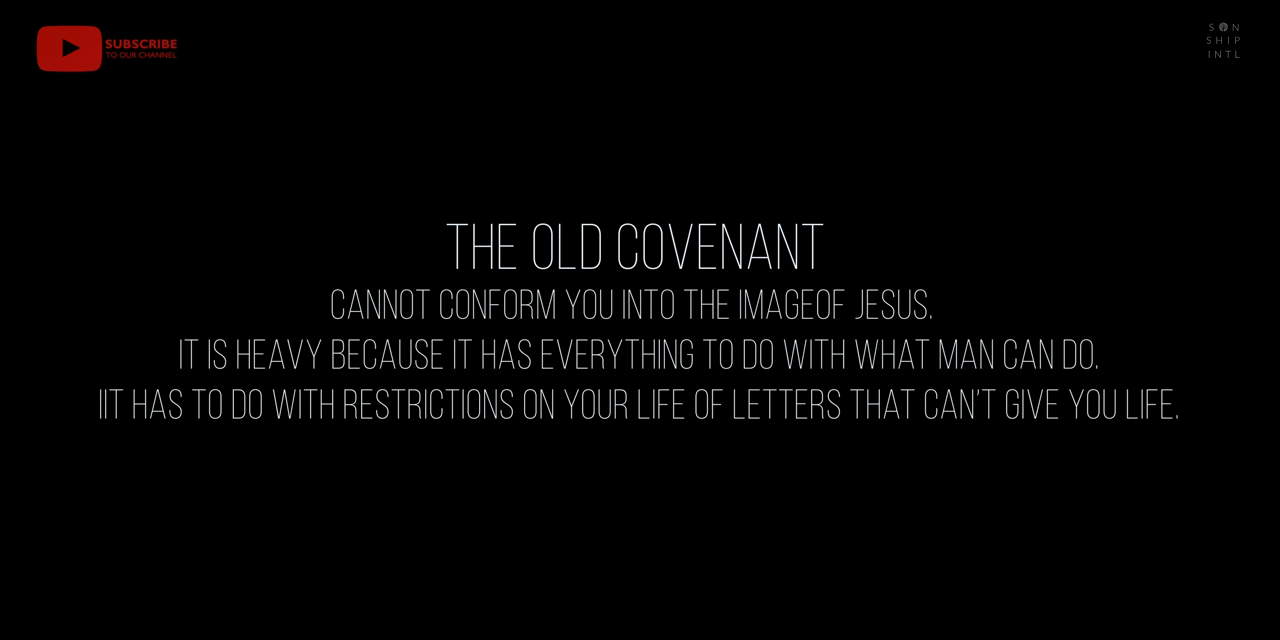 SUBSCRIBE
TO OUR CHANNEL
SON
SHIP
INTL
THE OLD COVENANT
CANNOT CONFORM YOU INTO THE IMAGEOF JESUS.
IT IS HEAVY BECAUSE IT HAS EVERYTHING TO DO WITH WHAT MAN CAN DO.
IIT HAS TO DO WITH RESTRICTIONS ON YOUR LIFE OF LETTERS THAT CAN'T GIVE YOU LIFE.